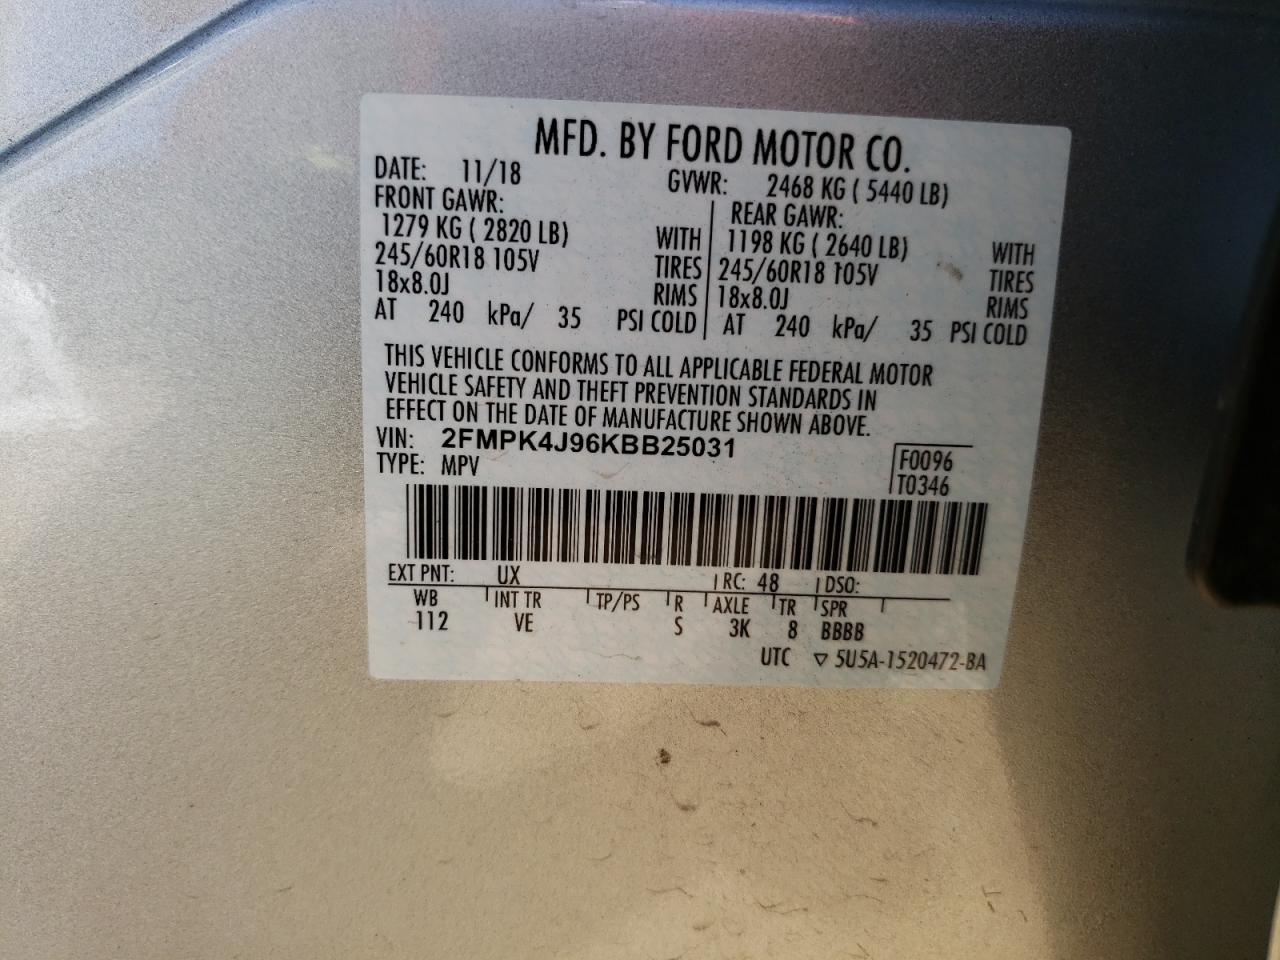 MFD. BY FORD MOTOR CO.
DATE: 11/18 GVWR: 2468 KG ( 5440 LB)
FRONT GAWR: REAR GAWR:
1279 KG ( 2820 LB) WITH 1198 KG ( 2640 LB) WITH
245/60R18 105V TIRES 245/60R18 105V TIRES
18x8.0J RIMS 18x8.0J RIMS
AT 240 kPa/ 35 PSI COLD AT 240 kPa/ 35 PSI COLD
THIS VEHICLE CONFORMS TO ALL APPLICABLE FEDERAL MOTOR
VEHICLE SAFETY AND THEFT PREVENTION STANDARDS IN
EFFECT ON THE DATE OF MANUFACTURE SHOWN ABOVE.
VIN: 2FMPK4J96KBB25031
TYPE: MPV F0096
T0346
EXT PNT: UX RC: 48 DSO:
WB INT TR TP/PS R AXLE TR SPR
112 VE S 3K 8 BBBB
UTC ▽ 5U5A-1520472-BA